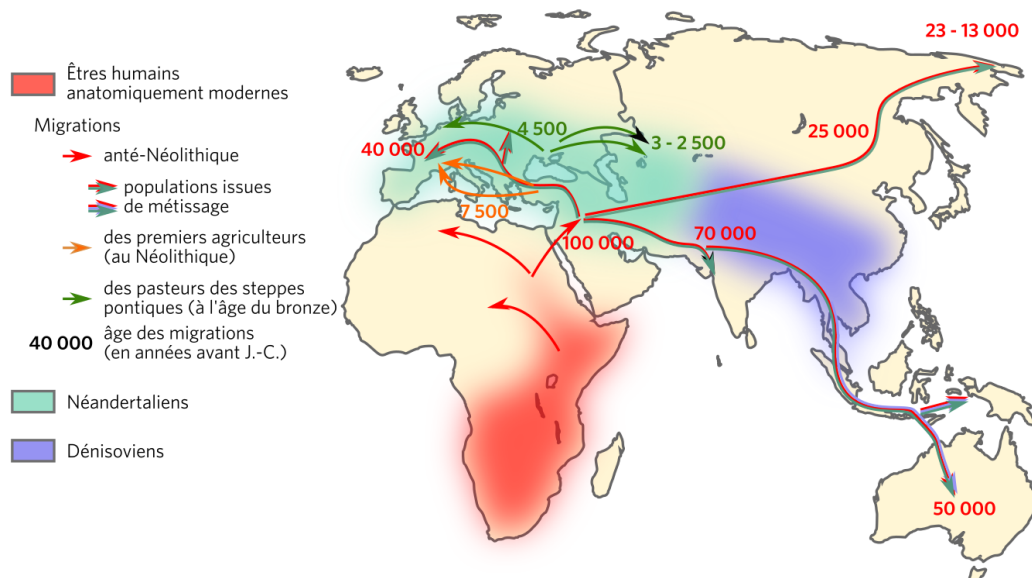 Êtres humains
anatomiquement modernes
Migrations
anté-Néolithique
populations issues
de métissage
des premiers agriculteurs
(au Néolithique)
des pasteurs des steppes
pontiques (à l'âge du bronze)
40 000
âge des migrations
(en années avant J.-C.)
Néandertaliens
Dénisoviens
23 - 13 000
4 500
25 000
40 000
3 - 2 500
7 500
100 000
70 000
50 000